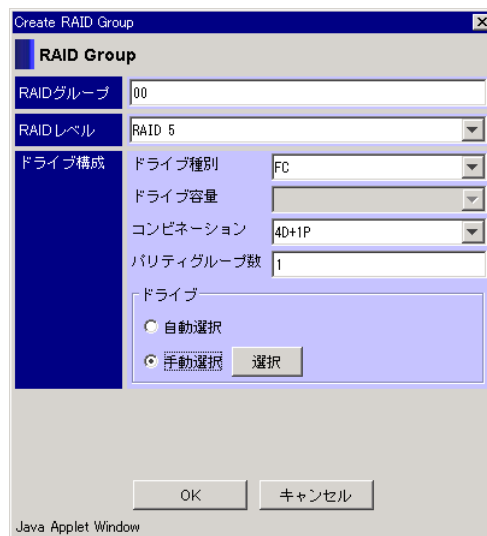 Create RAID Group
RAID Group
RAIDグループ 00
RAIDレベル RAID 5
ドライブ構成 ドライブ種別 FC
ドライブ容量
コンビネーション 4D+1P
パリティグループ数 1
ドライブ
自動選択
手動選択 選択
OK キャンセル
Java Applet Window